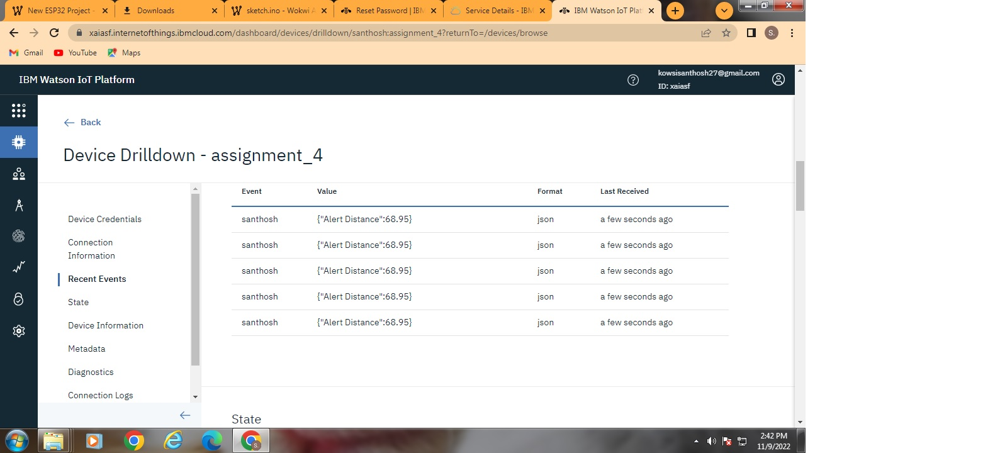 New ESP32 Project -
Downloads
sketch.ino - Wokwi A
Reset Password | IBM
Service Details - IBM
IBM Watson IoT Plat
xaiasf.internetofthings.ibmcloud.com/dashboard/devices/drilldown/santhosh:assignment_4?returnTo=/devices/browse
S.
Gmail
YouTube
Maps
IBM Watson IoT Platform
kowsisanthosh27@gmail.com
ID: xaiasf
Back
Device Drilldown - assignment_4
Device Credentials
Connection
Information
Recent Events
State
Device Information
Metadata
Diagnostics
Connection Logs
Event Value Format Last Received
santhosh {"Alert Distance":68.95} json a few seconds ago
santhosh {"Alert Distance":68.95} json a few seconds ago
santhosh {"Alert Distance":68.95} json a few seconds ago
santhosh {"Alert Distance":68.95} json a few seconds ago
santhosh {"Alert Distance":68.95} json a few seconds ago
State
S.
2:42 PM
11/9/2022